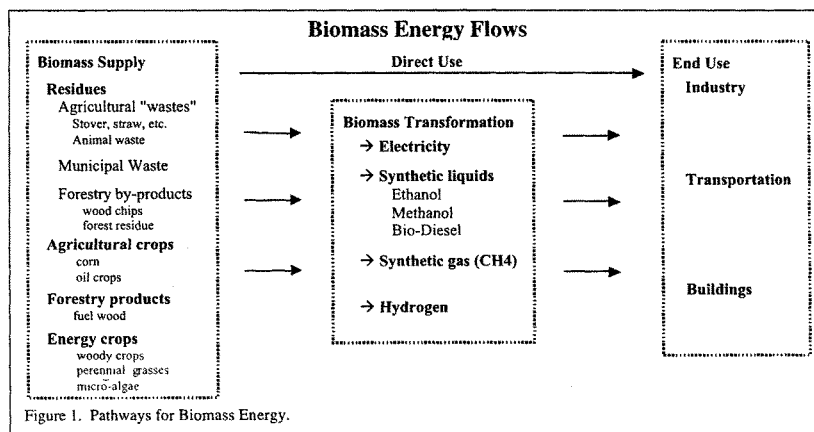 Biomass Energy Flows
Biomass Supply
Residues
Agricultural "wastes"
Stover, straw, etc.
Animal waste
Municipal Waste
Forestry by-products
wood chips
forest residue
Agricultural crops
corn
oil crops
Forestry products
fuel wood
Energy crops
woody crops
perennial grasses
micro-algae
Direct Use
Biomass Transformation
→ Electricity
→ Synthetic liquids
Ethanol
Methanol
Bio-Diesel
→ Synthetic gas (CH4)
→ Hydrogen
End Use
Industry
Transportation
Buildings
Figure 1. Pathways for Biomass Energy.